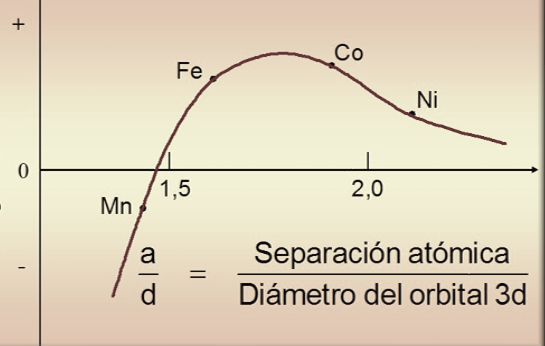 +
Co
Fe
Ni
0
1,5
2,0
Mn
-
a Separación atómica
=
d Diámetro del orbital 3d